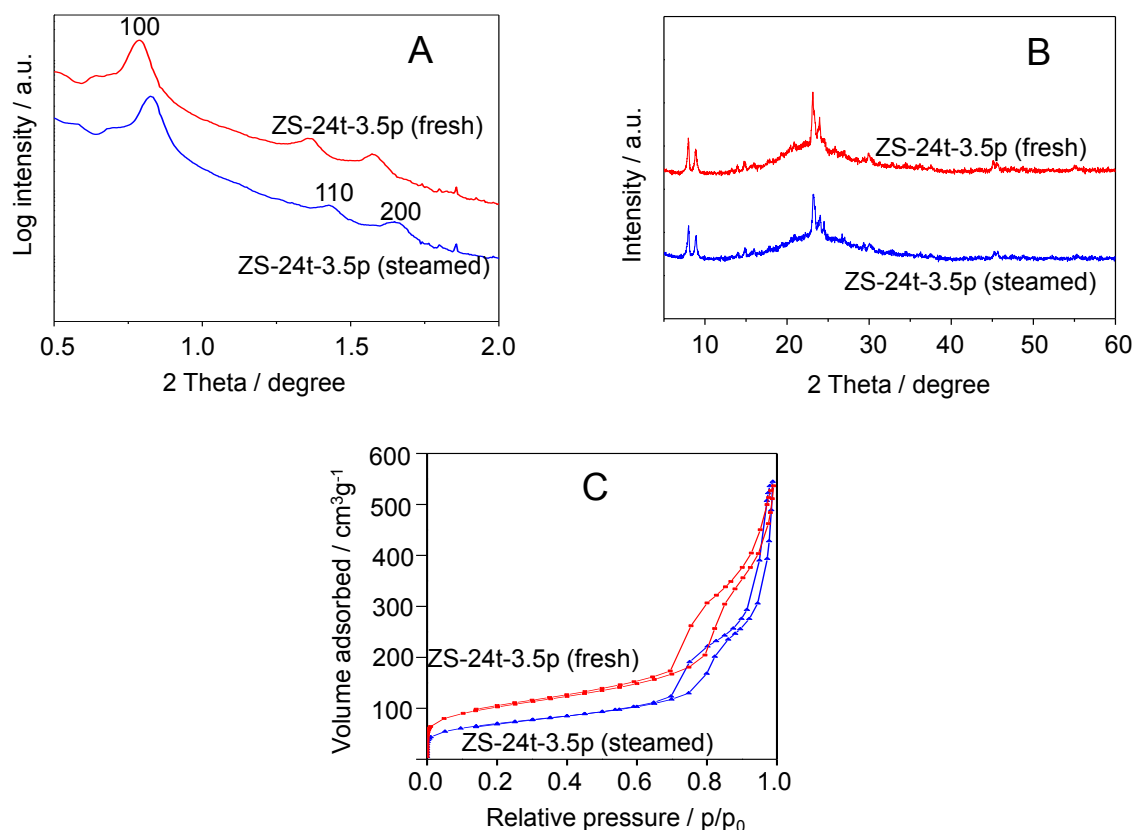 A
100
ZS-24t-3.5p (fresh)
110
200
ZS-24t-3.5p (steamed)
Log intensity / a.u.
0.5 1.0 1.5 2.0
2 Theta / degree
B
ZS-24t-3.5p (fresh)
ZS-24t-3.5p (steamed)
Intensity / a.u.
10 20 30 40 50 60
2 Theta / degree
C
600
500
400
300
200
100
ZS-24t-3.5p (fresh)
ZS-24t-3.5p (steamed)
Volume adsorbed / cm³g⁻¹
0.0 0.2 0.4 0.6 0.8 1.0
Relative pressure / p/p₀